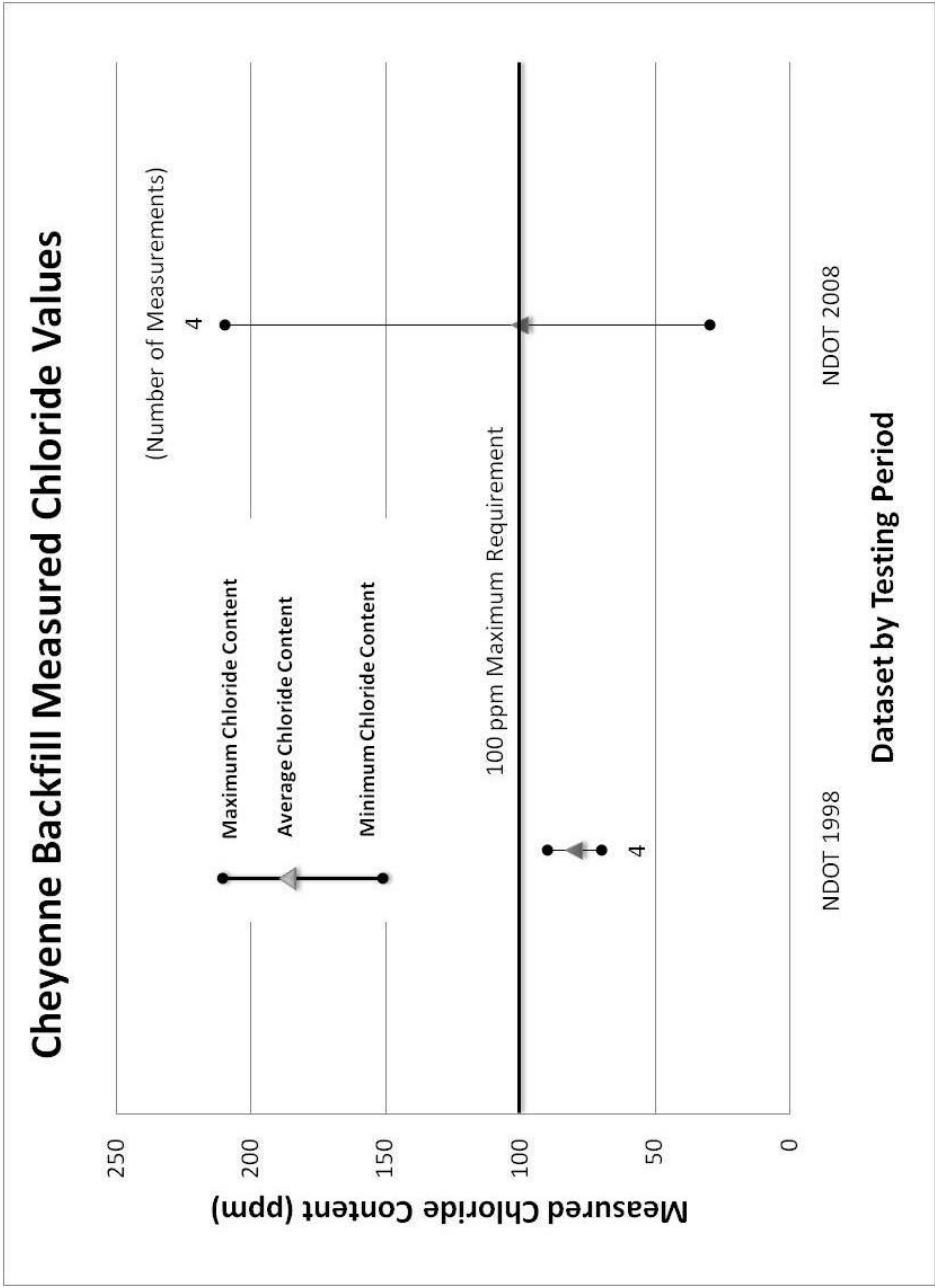 Cheyenne Backfill Measured Chloride Values
Measured Chloride Content (ppm)
250
200
150
100
50
0
(Number of Measurements)
4
Maximum Chloride Content
Average Chloride Content
Minimum Chloride Content
100 ppm Maximum Requirement
4
NDOT 1998
NDOT 2008
Dataset by Testing Period